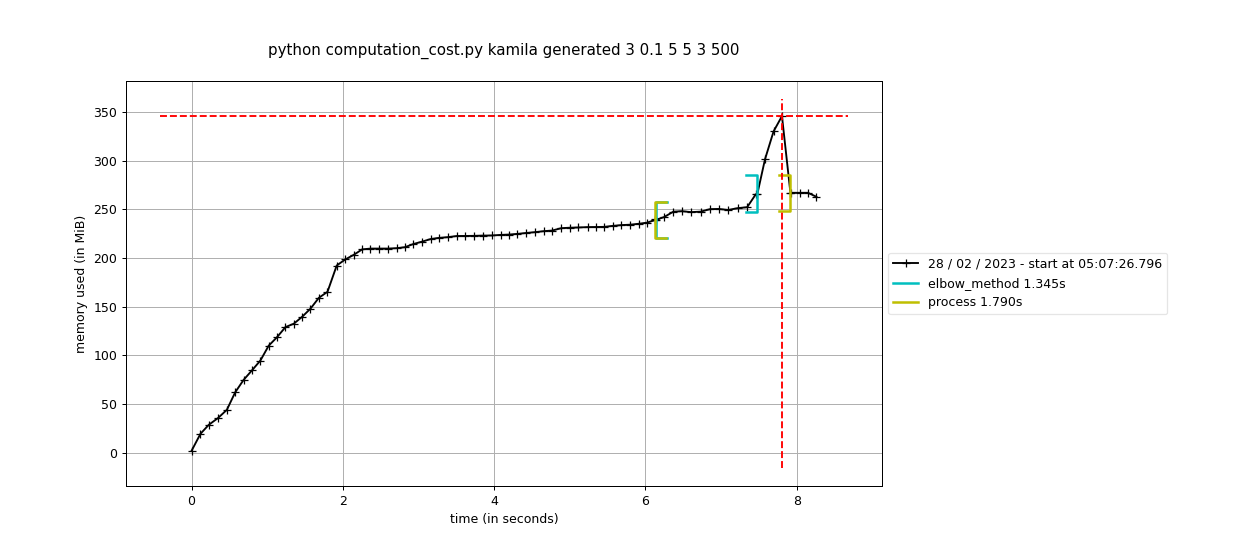 python computation_cost.py kamila generated 3 0.1 5 5 3 500
memory used (in MiB)
350
300
250
200
150
100
50
0
0 2 4 6 8
time (in seconds)
28 / 02 / 2023 - start at 05:07:26.796
elbow_method 1.345s
process 1.790s